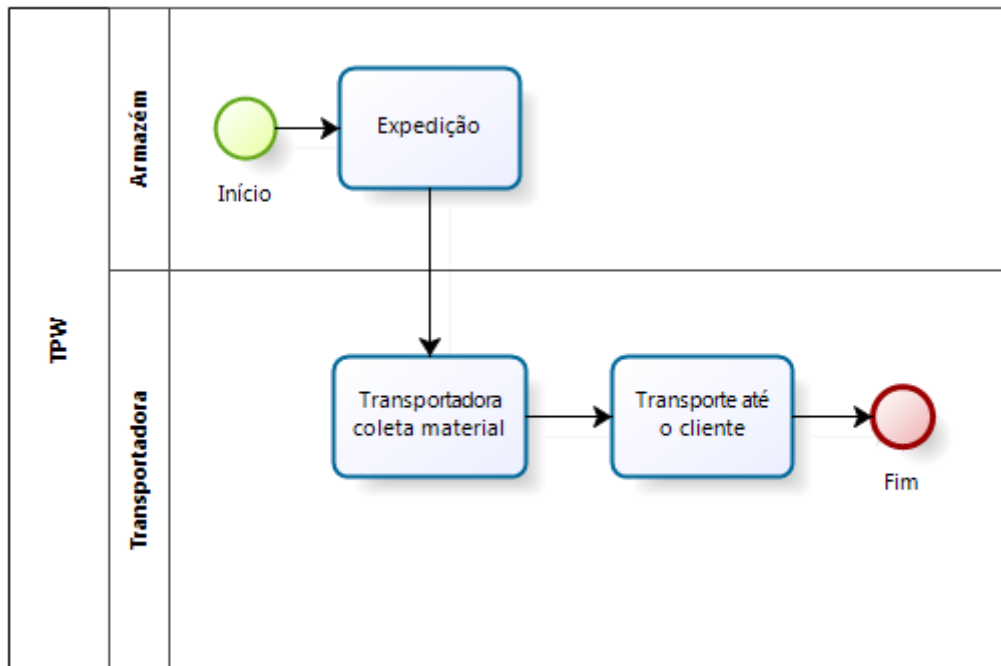 TPW
Armazém
Início
Expedição
Transportadora
Transportadora
coleta material
Transporte até
o cliente
Fim